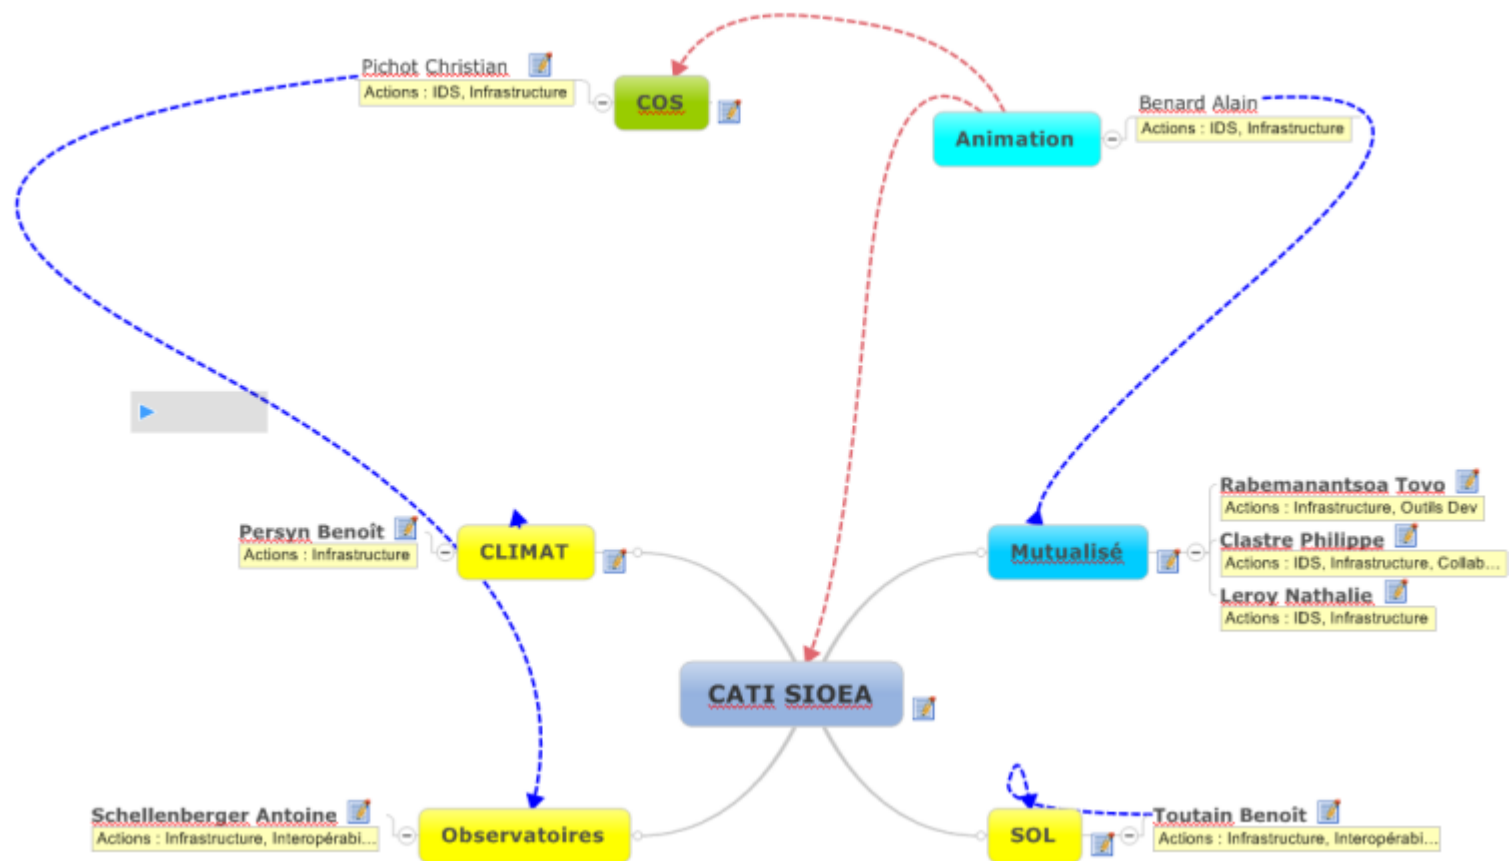 Pichot Christian
Actions : IDS, Infrastructure
COS
Benard Alain
Actions : IDS, Infrastructure
Animation
Rabemanantsoa Tovo
Actions : Infrastructure, Outils Dev
Persyn Benoît
Actions : Infrastructure
CLIMAT
Mutualisé
Clastre Philippe
Actions : IDS, Infrastructure, Collab...
Leroy Nathalie
Actions : IDS, Infrastructure
CATI SIOEA
Schellenberger Antoine
Actions : Infrastructure, Interopérabi...
Observatoires
SOL
Toutain Benoît
Actions : Infrastructure, Interopérabi...